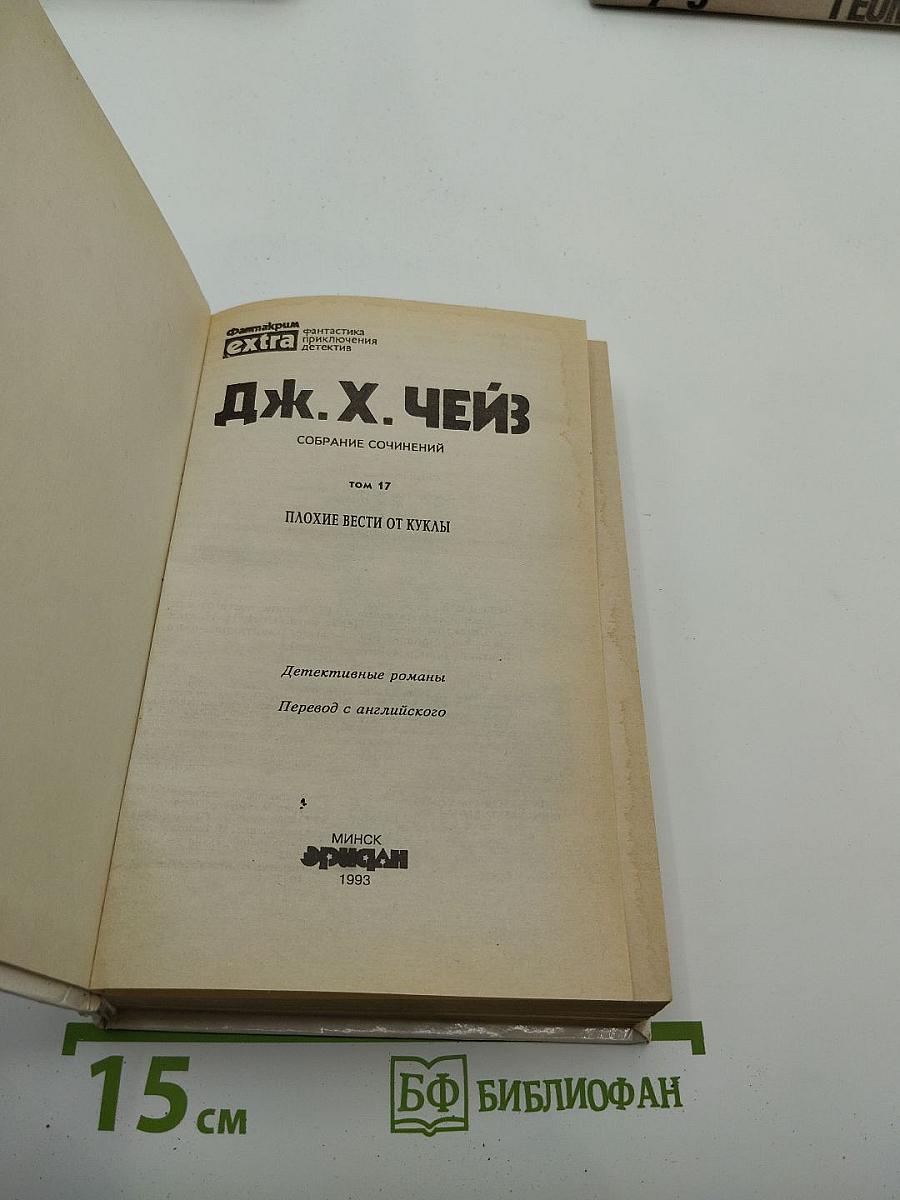 Фантакрим
extra
фантастика
приключения
детектив
ДЖ. Х. ЧЕЙЗ
СОБРАНИЕ СОЧИНЕНИЙ
том 17
ПЛОХИЕ ВЕСТИ ОТ КУКЛЫ
Детективные романы
Перевод с английского
МИНСК
эридан
1993
15 см
БФ БИБЛИОФАН